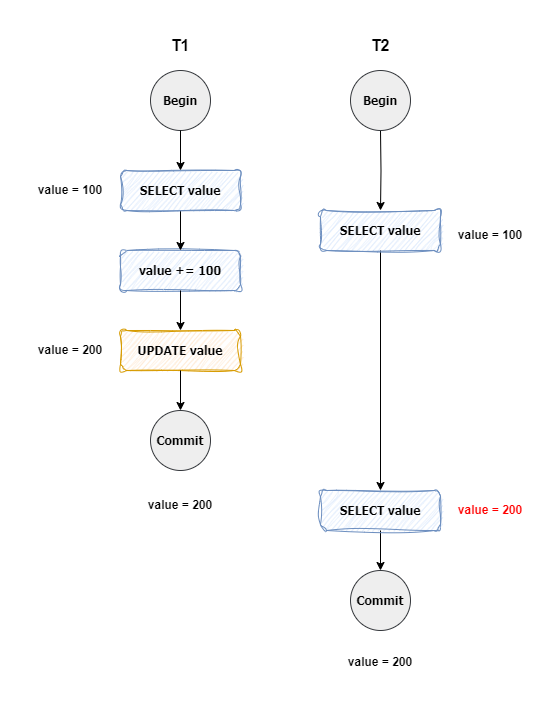 T1
T2
Begin
Begin
value = 100
SELECT value
SELECT value
value = 100
value += 100
value = 200
UPDATE value
Commit
value = 200
SELECT value
value = 200
Commit
value = 200